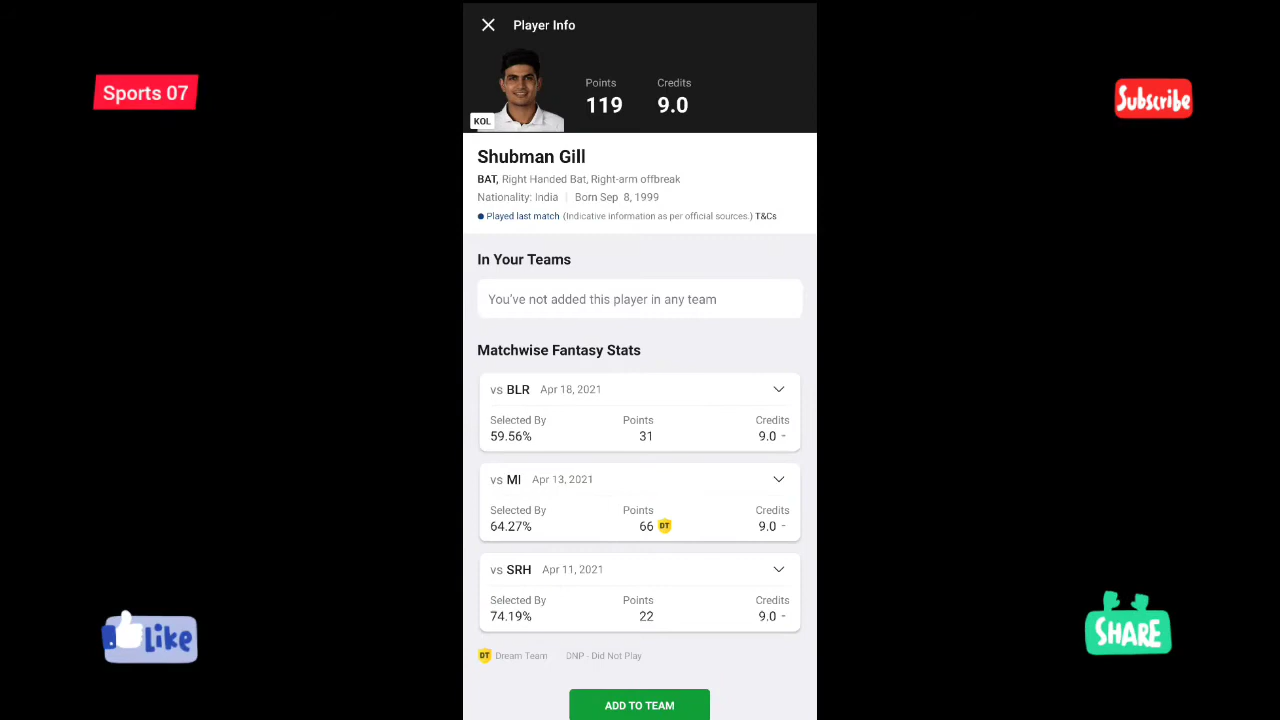 Player Info
Sports 07
Subscribe
Points Credits
119 9.0
KOL
Shubman Gill
BAT, Right Handed Bat, Right-arm offbreak
Nationality: India | Born Sep 8, 1999
Played last match (Indicative information as per official sources.) T&Cs
In Your Teams
You've not added this player in any team
Matchwise Fantasy Stats
vs BLR Apr 18, 2021
Selected By Points Credits
59.56% 31 9.0 -
vs MI Apr 13, 2021
Selected By Points Credits
64.27% 66 DT 9.0 -
vs SRH Apr 11, 2021
Selected By Points Credits
74.19% 22 9.0 -
Like
SHARE
DT Dream Team DNP - Did Not Play
ADD TO TEAM